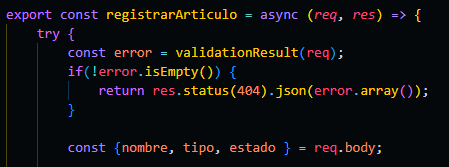 export const registrarArticulo = async (req, res) => {
    try {
        const error = validationResult(req);
        if(!error.isEmpty()) {
            return res.status(404).json(error.array());
        }
        const {nombre, tipo, estado } = req.body;